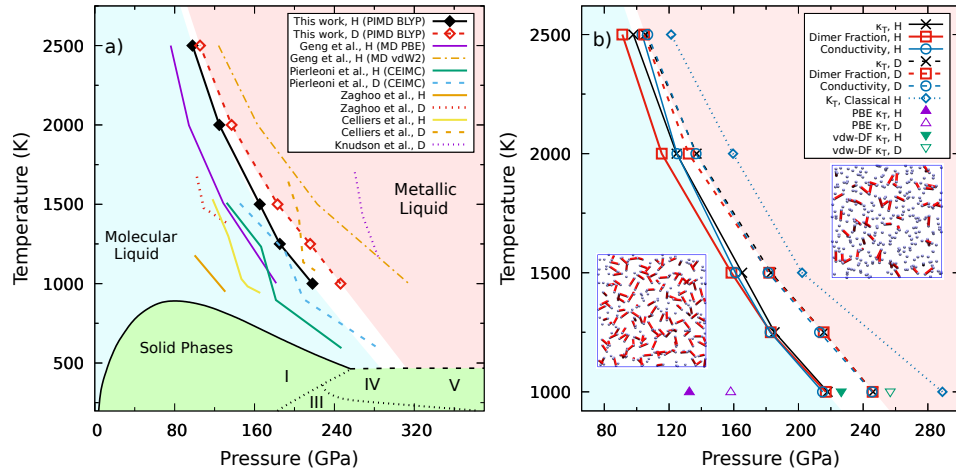 a)
This work, H (PIMD BLYP)
This work, D (PIMD BLYP)
Geng et al., H (MD PBE)
Geng et al., H (MD vdW2)
Pierleoni et al., H (CEIMC)
Pierleoni et al., D (CEIMC)
Zaghoo et al., H
Zaghoo et al., D
Celliers et al., H
Celliers et al., D
Knudson et al., D
Metallic
Liquid
Molecular
Liquid
Solid Phases
I
III
IV
V
2500
2000
1500
1000
500
Temperature (K)
0
80
160
240
320
Pressure (GPa)
b)
κT, H
Dimer Fraction, H
Conductivity, H
κT, D
Dimer Fraction, D
Conductivity, D
KT, Classical H
PBE κT, H
PBE κT, D
vdw-DF κT, H
vdw-DF κT, D
2500
2000
1500
1000
Temperature (K)
80
120
160
200
240
280
Pressure (GPa)